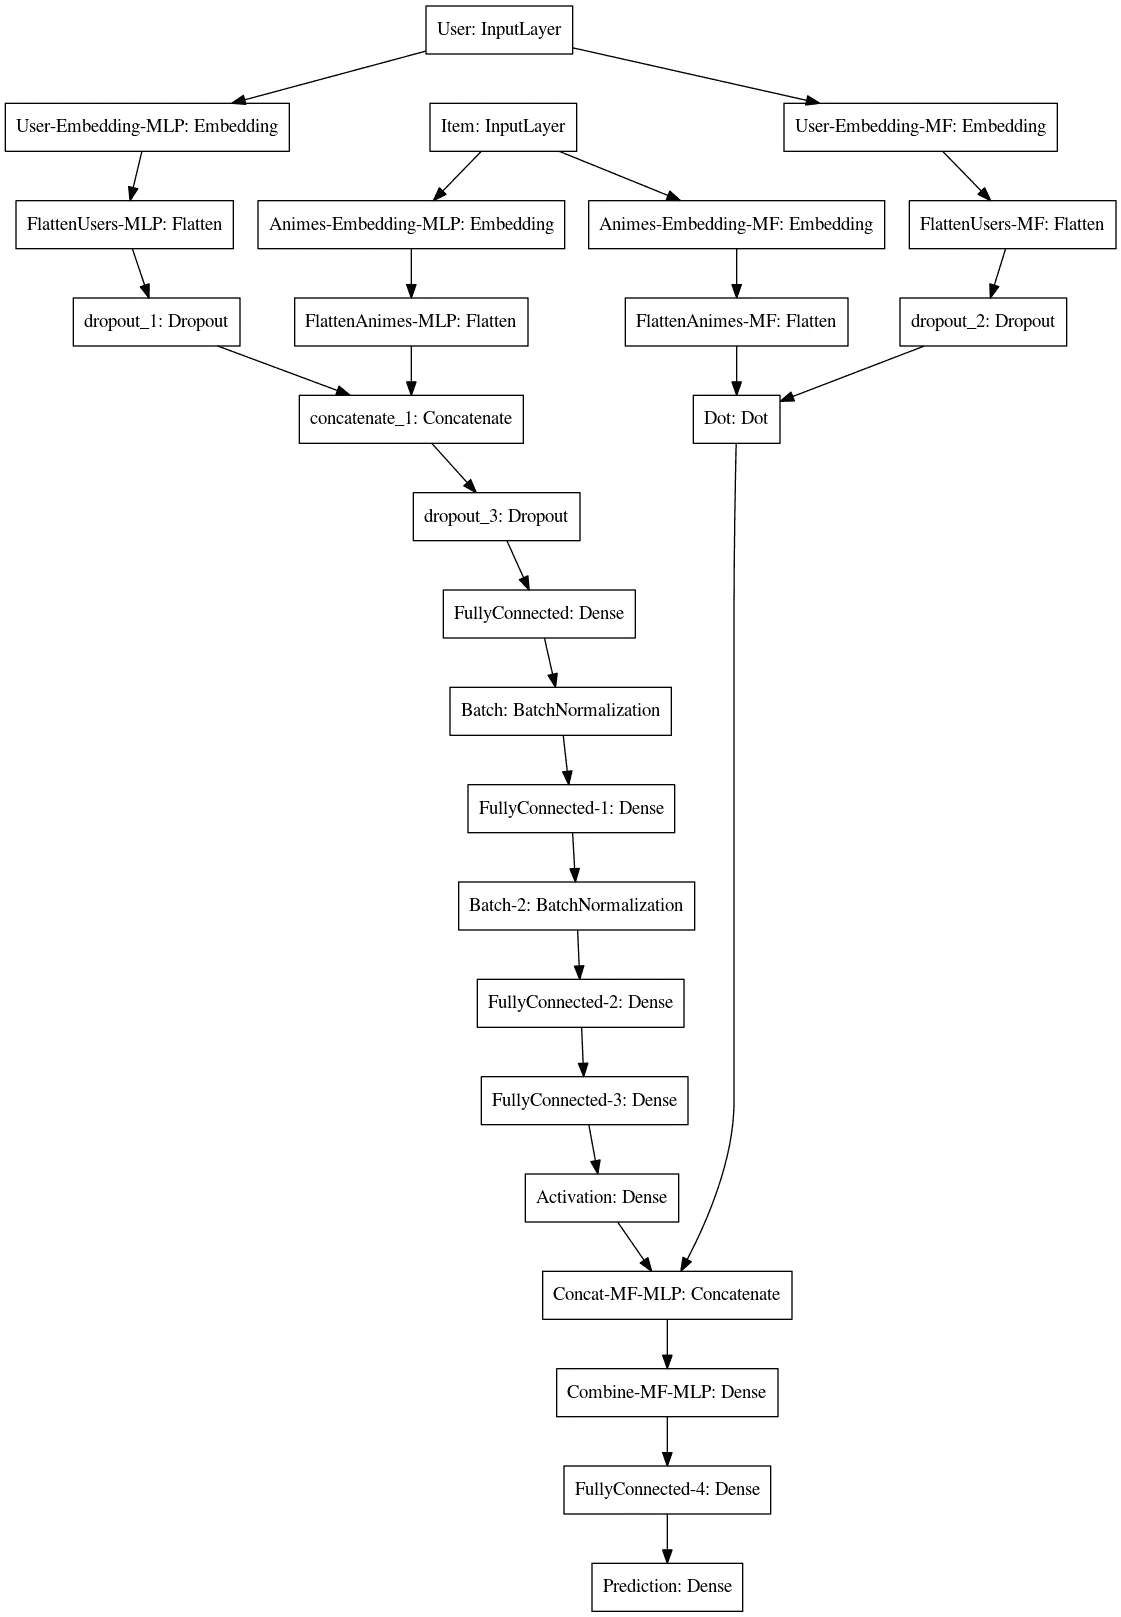 User: InputLayer
User-Embedding-MLP: Embedding
Item: InputLayer
User-Embedding-MF: Embedding
FlattenUsers-MLP: Flatten
Animes-Embedding-MLP: Embedding
Animes-Embedding-MF: Embedding
FlattenUsers-MF: Flatten
dropout_1: Dropout
FlattenAnimes-MLP: Flatten
FlattenAnimes-MF: Flatten
dropout_2: Dropout
concatenate_1: Concatenate
Dot: Dot
dropout_3: Dropout
FullyConnected: Dense
Batch: BatchNormalization
FullyConnected-1: Dense
Batch-2: BatchNormalization
FullyConnected-2: Dense
FullyConnected-3: Dense
Activation: Dense
Concat-MF-MLP: Concatenate
Combine-MF-MLP: Dense
FullyConnected-4: Dense
Prediction: Dense